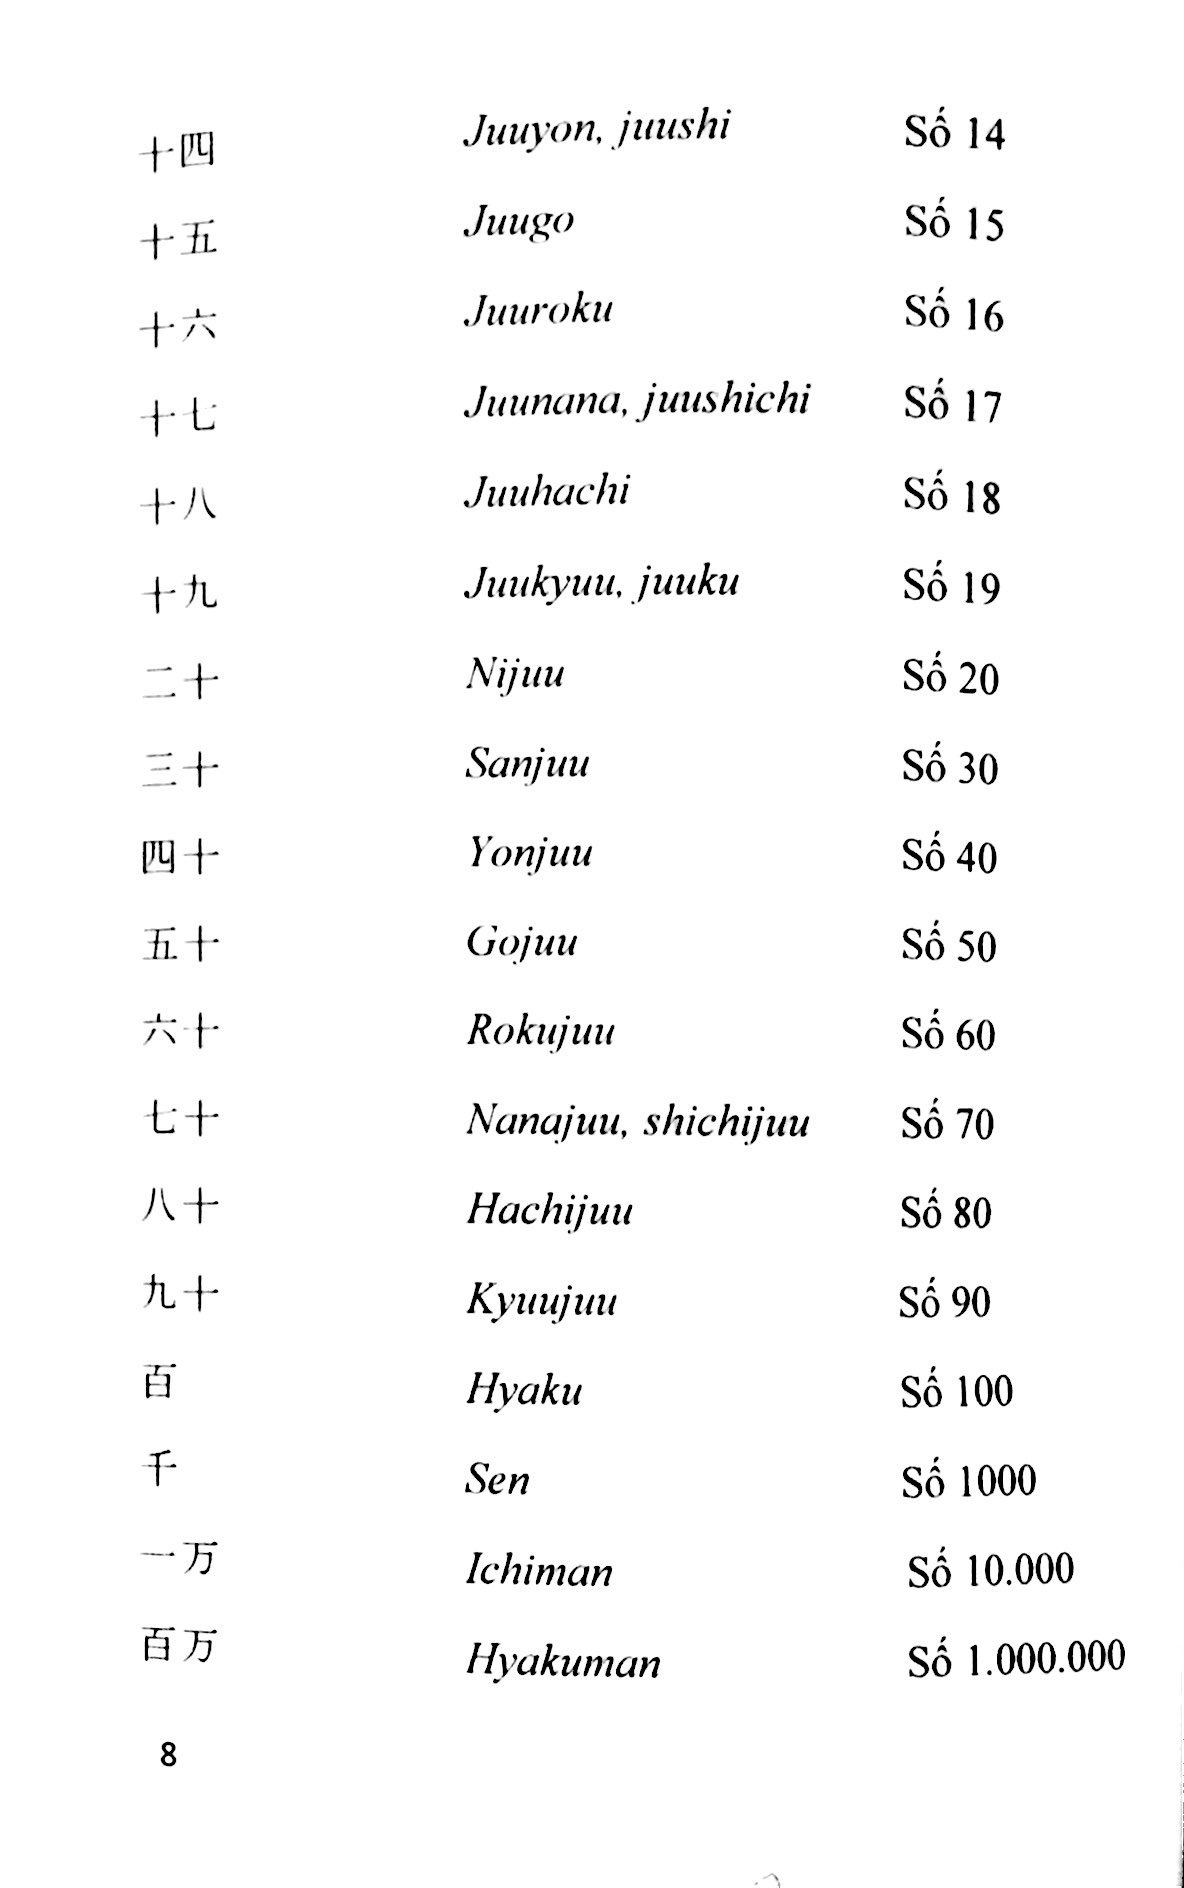 十四 Juuyon, juushi Số 14
十五 Juugo Số 15
十六 Juuroku Số 16
十七 Juunana, juushichi Số 17
十八 Juuhachi Số 18
十九 Juukyuu, juuku Số 19
二十 Nijuu Số 20
三十 Sanjuu Số 30
四十 Yonjuu Số 40
五十 Gojuu Số 50
六十 Rokujuu Số 60
七十 Nanajuu, shichijuu Số 70
八十 Hachijuu Số 80
九十 Kyuujuu Số 90
百 Hyaku Số 100
千 Sen Số 1000
一万 Ichiman Số 10.000
百万 Hyakuman Số 1.000.000
8